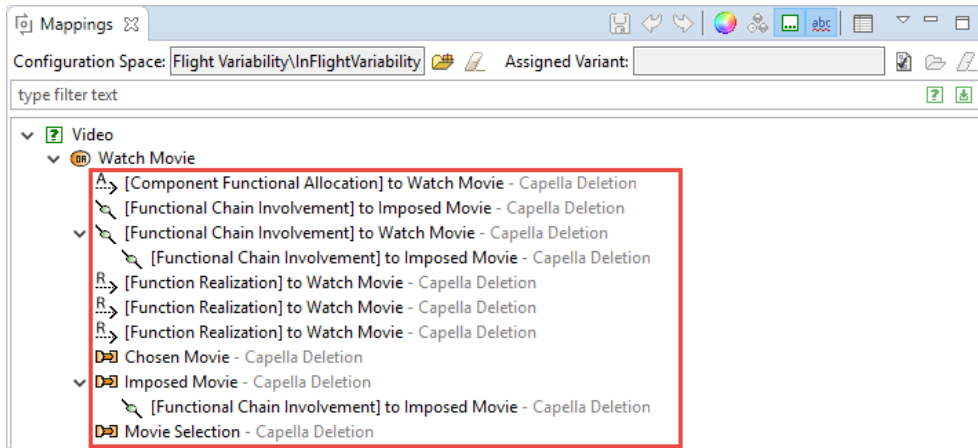 Mappings
abc
Configuration Space: Flight Variability\InFlightVariability Assigned Variant:
type filter text
? Video
OR Watch Movie
A [Component Functional Allocation] to Watch Movie - Capella Deletion
[Functional Chain Involvement] to Imposed Movie - Capella Deletion
[Functional Chain Involvement] to Watch Movie - Capella Deletion
[Functional Chain Involvement] to Imposed Movie - Capella Deletion
R [Function Realization] to Watch Movie - Capella Deletion
R [Function Realization] to Watch Movie - Capella Deletion
R [Function Realization] to Watch Movie - Capella Deletion
Chosen Movie - Capella Deletion
Imposed Movie - Capella Deletion
[Functional Chain Involvement] to Imposed Movie - Capella Deletion
Movie Selection - Capella Deletion